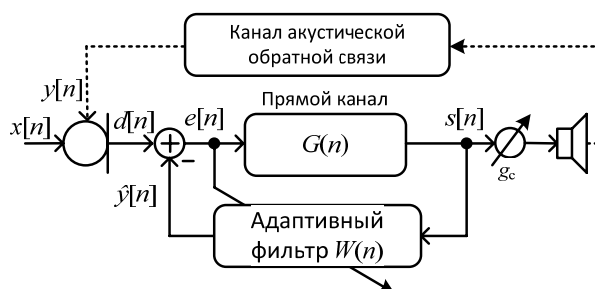 Канал акустической
обратной связи
y[n]
x[n]
d[n]
e[n]
Прямой канал
s[n]
+
−
G(n)
g_c
ŷ[n]
Адаптивный
фильтр W(n)